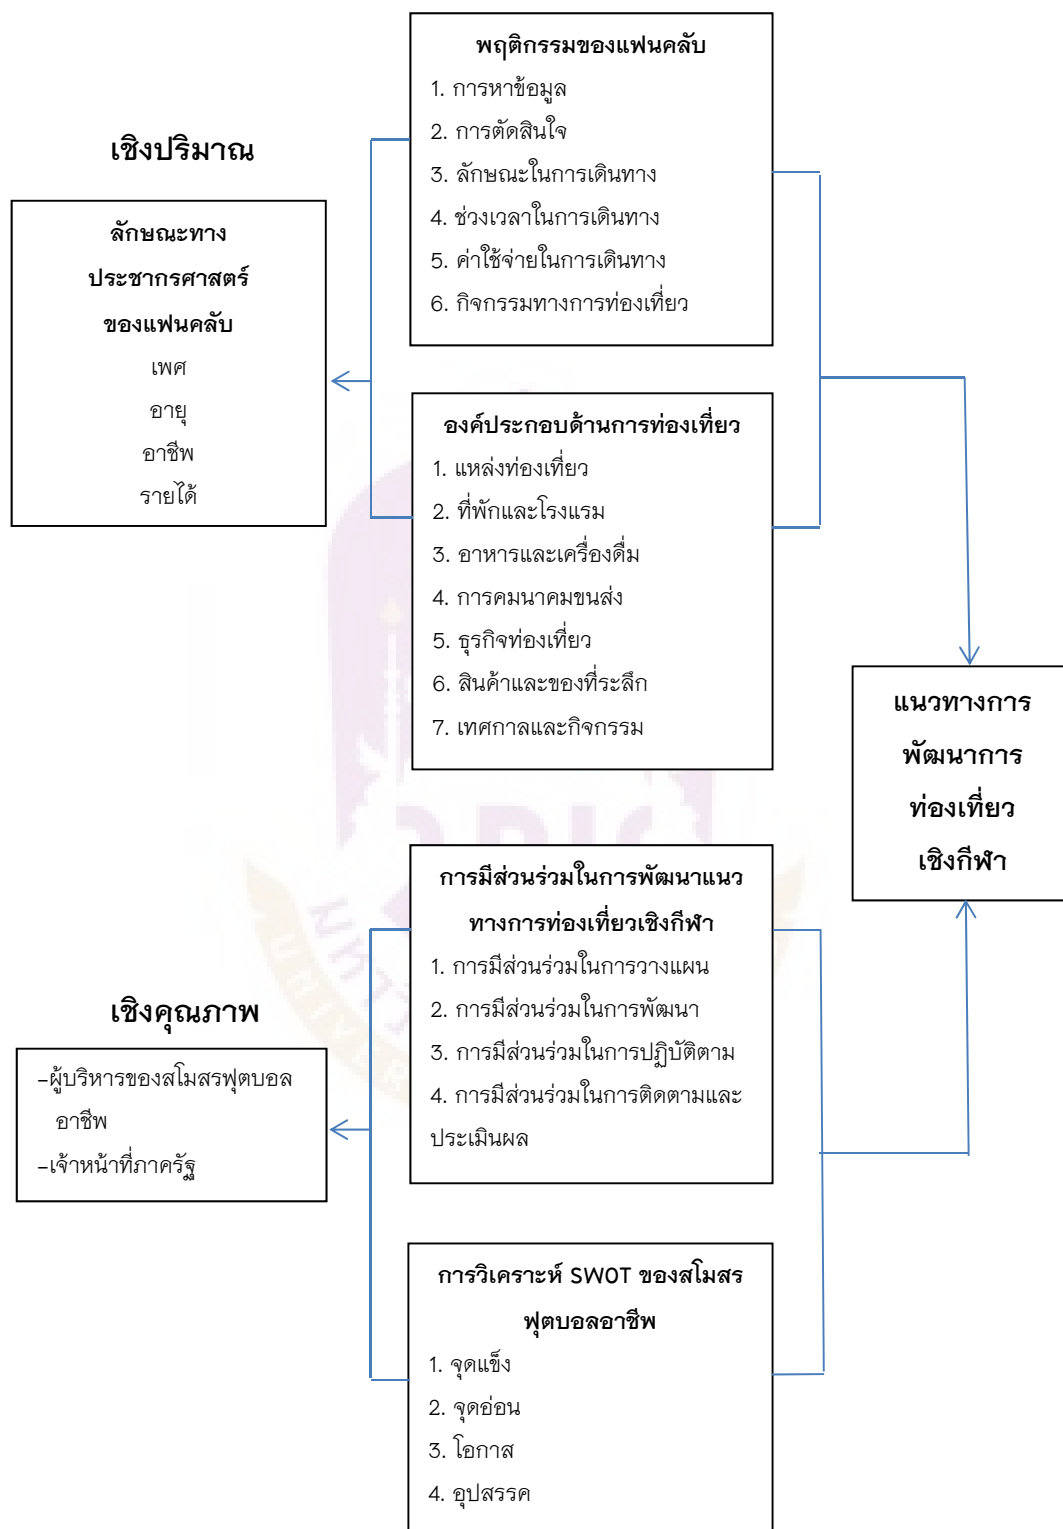 พฤติกรรมของแฟนคลับ
1. การหาข้อมูล
2. การตัดสินใจ
3. ลักษณะในการเดินทาง
4. ช่วงเวลาในการเดินทาง
5. ค่าใช้จ่ายในการเดินทาง
6. กิจกรรมทางการท่องเที่ยว
เชิงปริมาณ
ลักษณะทาง
ประชากรศาสตร์
ของแฟนคลับ
เพศ
อายุ
อาชีพ
รายได้
องค์ประกอบด้านการท่องเที่ยว
1. แหล่งท่องเที่ยว
2. ที่พักและโรงแรม
3. อาหารและเครื่องดื่ม
4. การคมนาคมขนส่ง
5. ธุรกิจท่องเที่ยว
6. สินค้าและของที่ระลึก
7. เทศกาลและกิจกรรม
แนวทางการ
พัฒนาการ
ท่องเที่ยว
เชิงกีฬา
การมีส่วนร่วมในการพัฒนาแนว
ทางการท่องเที่ยวเชิงกีฬา
1. การมีส่วนร่วมในการวางแผน
2. การมีส่วนร่วมในการพัฒนา
3. การมีส่วนร่วมในการปฏิบัติตาม
4. การมีส่วนร่วมในการติดตามและ
ประเมินผล
เชิงคุณภาพ
-ผู้บริหารของสโมสรฟุตบอล
อาชีพ
-เจ้าหน้าที่ภาครัฐ
การวิเคราะห์ SWOT ของสโมสร
ฟุตบอลอาชีพ
1. จุดแข็ง
2. จุดอ่อน
3. โอกาส
4. อุปสรรค